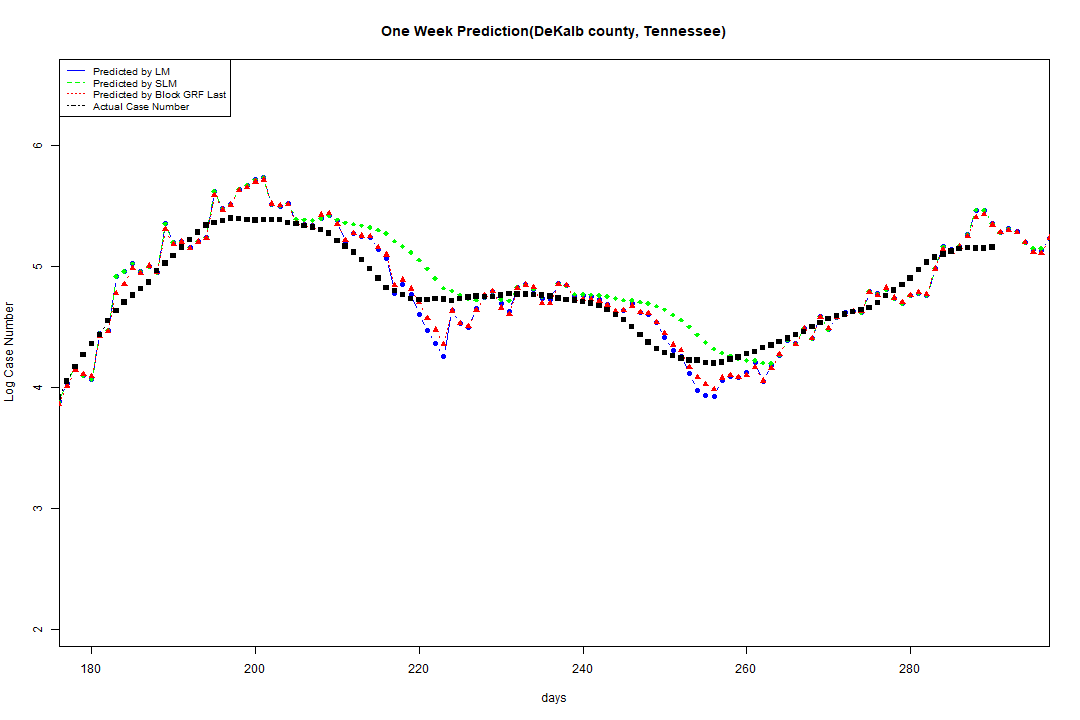 One Week Prediction(DeKalb county, Tennessee)
Predicted by LM
Predicted by SLM
Predicted by Block GRF Last
Actual Case Number
6
5
4
3
2
Log Case Number
180 200 220 240 260 280
days